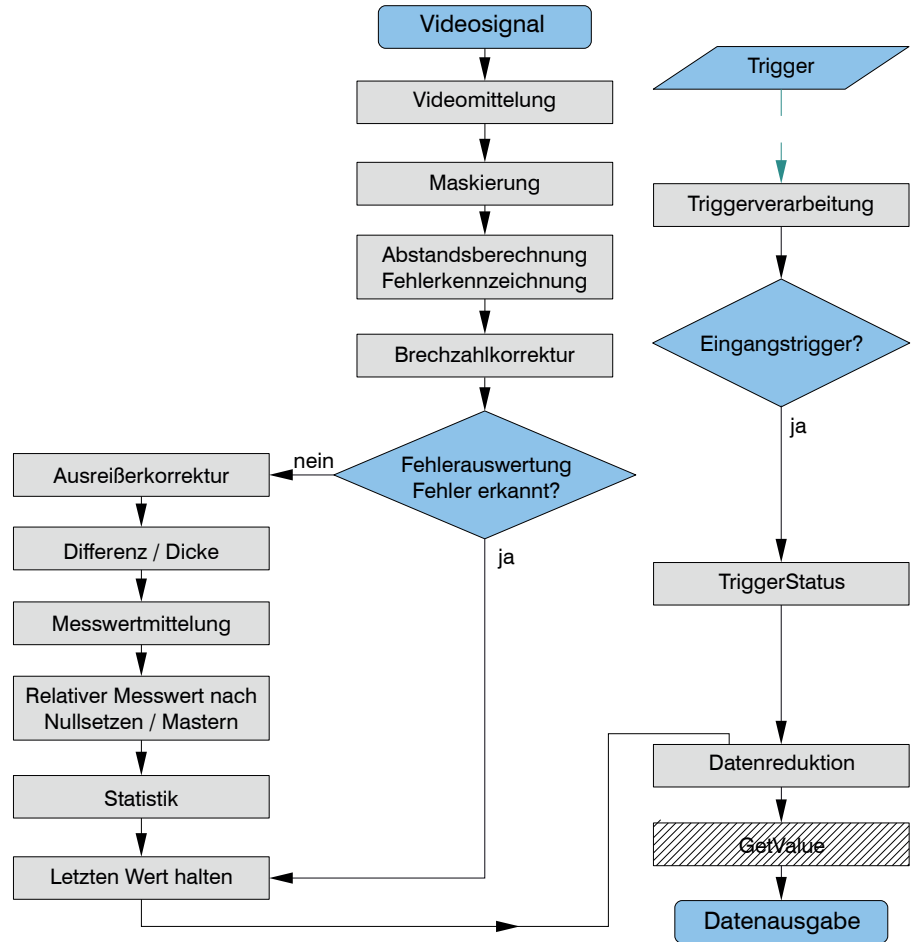 Videosignal
Videomittelung
Maskierung
Abstandsberechnung
Fehlerkennzeichnung
Brechzahlkorrektur
Fehlerauswertung
Fehler erkannt?
nein
ja
Ausreißerkorrektur
Differenz / Dicke
Messwertmittelung
Relativer Messwert nach
Nullsetzen / Mastern
Statistik
Letzten Wert halten
Trigger
Triggerverarbeitung
Eingangstrigger?
ja
TriggerStatus
Datenreduktion
GetValue
Datenausgabe